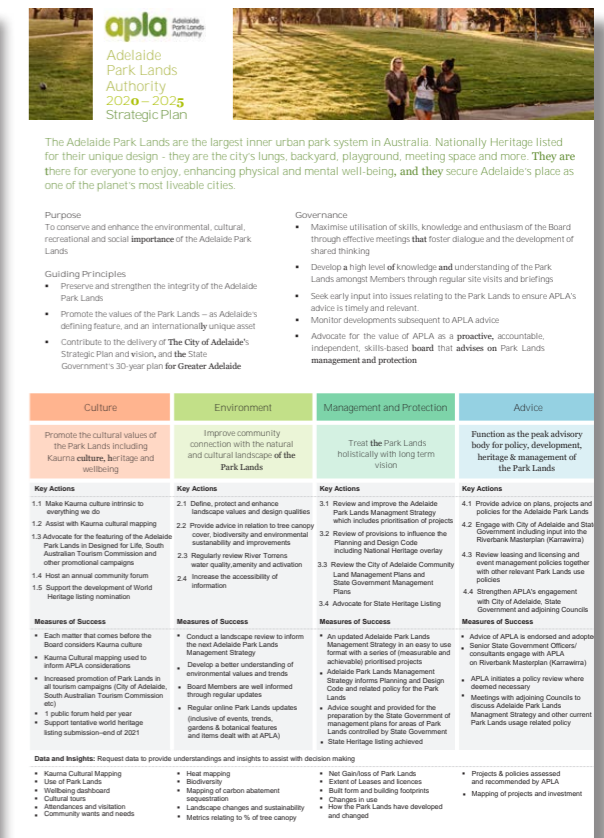 apla Adelaide
Park Lands
Authority
Adelaide
Park Lands
Authority
2020 – 2025
Strategic Plan
The Adelaide Park Lands are the largest inner urban park system in Australia. Nationally Heritage listed
for their unique design - they are the city's lungs, backyard, playground, meeting space and more. They are
there for everyone to enjoy, enhancing physical and mental well-being, and they secure Adelaide's place as
one of the planet's most liveable cities.
Purpose
To conserve and enhance the environmental, cultural,
recreational and social importance of the Adelaide Park
Lands
Guiding Principles
▪ Preserve and strengthen the integrity of the Adelaide
Park Lands
▪ Promote the values of the Park Lands – as Adelaide's
defining feature, and an internationally unique asset
▪ Contribute to the delivery of The City of Adelaide's
Strategic Plan and vision, and the State
Government's 30-year plan for Greater Adelaide
Governance
▪ Maximise utilisation of skills, knowledge and enthusiasm of the Board
through effective meetings that foster dialogue and the development of
shared thinking
▪ Develop a high level of knowledge and understanding of the Park
Lands amongst Members through regular site visits and briefings
▪ Seek early input into issues relating to the Park Lands to ensure APLA's
advice is timely and relevant.
▪ Monitor developments subsequent to APLA advice
▪ Advocate for the value of APLA as a proactive, accountable,
independent, skills-based board that advises on Park Lands
management and protection
Culture
Promote the cultural values of
the Park Lands including
Kaurna culture, heritage and
wellbeing
Key Actions
1.1 Make Kaurna culture intrinsic to
everything we do
1.2 Assist with Kaurna cultural mapping
1.3 Advocate for the featuring of the Adelaide
Park Lands in Designed for Life, South
Australian Tourism Commission and
other promotional campaigns
1.4 Host an annual community forum
1.5 Support the development of World
Heritage listing nomination
Measures of Success
▪ Each matter that comes before the
Board considers Kaurna culture
▪ Kaurna Cultural mapping used to
inform APLA considerations
▪ Increased promotion of Park Lands in
all tourism campaigns (City of Adelaide,
South Australian Tourism Commission
etc)
▪ 1 public forum held per year
▪ Support tentative world heritage
listing submission–end of 2021
Environment
Improve community
connection with the natural
and cultural landscape of the
Park Lands
Key Actions
2.1 Define, protect and enhance
landscape values and design qualities
2.2 Provide advice in relation to tree canopy
cover, biodiversity and environmental
sustainability and improvements
2.3 Regularly review River Torrens
water quality,amenity and activation
2.4 Increase the accessibility of
information
Measures of Success
▪ Conduct a landscape review to inform
the next Adelaide Park Lands
Management Strategy
▪ Develop a better understanding of
environmental values and trends
▪ Board Members are well informed
through regular updates
▪ Regular online Park Lands updates
(inclusive of events, trends,
gardens & botanical features
and items dealt with at APLA)
Management and Protection
Treat the Park Lands
holistically with long term
vision
Key Actions
3.1 Review and improve the Adelaide
Park Lands Managment Strategy
which includes prioritisation of projects
3.2 Review of provisions to influence the
Planning and Design Code
including National Heritage overlay
3.3 Review the City of Adelaide Community
Land Management Plans and
State Government Management
Plans
3.4 Advocate for State Heritage Listing
Measures of Success
▪ An updated Adelaide Park Lands
Management Strategy in an easy to use
format with a series of (measurable and
achievable) prioritised projects
▪ Adelaide Park Lands Management
Strategy informs Planning and Design
Code and related policy for the Park
Lands
▪ Advice sought and provided for the
preparation by the State Government of
management plans for areas of Park
Lands controlled by State Government
▪ State Heritage listing achieved
Advice
Function as the peak advisory
body for policy, development,
heritage & management of
the Park Lands
Key Actions
4.1 Provide advice on plans, projects and
policies for the Adelaide Park Lands
4.2 Engage with City of Adelaide and State
Government including input into the
Riverbank Masterplan (Karrawirra)
4.3 Review leasing and licensing and
event management policies together
with other relevant Park Lands use
policies
4.4 Strengthen APLA's engagement
with City of Adelaide, State
Government and adjoining Councils
Measures of Success
▪ Advice of APLA is endorsed and adopte
▪ Senior State Government Officers/
consultants engage with APLA
on Riverbank Masterplan (Karrawirra)
▪ APLA initiates a policy review where
deemed necessary
▪ Meetings with adjoining Councils to
discuss Adelaide Park Lands
Managment Strategy and other current
Park Lands usage related policy
Data and Insights: Request data to provide understandings and insights to assist with decision making
▪ Kaurna Cultural Mapping
▪ Use of Park Lands
▪ Wellbeing dashboard
▪ Cultural tours
▪ Attendances and visitation
▪ Community wants and needs
▪ Heat mapping
▪ Biodiversity
▪ Mapping of carbon abatement
sequestration
▪ Landscape changes and sustainability
▪ Metrics relating to % of tree canopy
▪ Net Gain/loss of Park Lands
▪ Extent of Leases and licences
▪ Built form and building footprints
▪ Changes in use
▪ How the Park Lands have developed
and changed
▪ Projects & policies assessed
and recommended by APLA
▪ Mapping of projects and investment